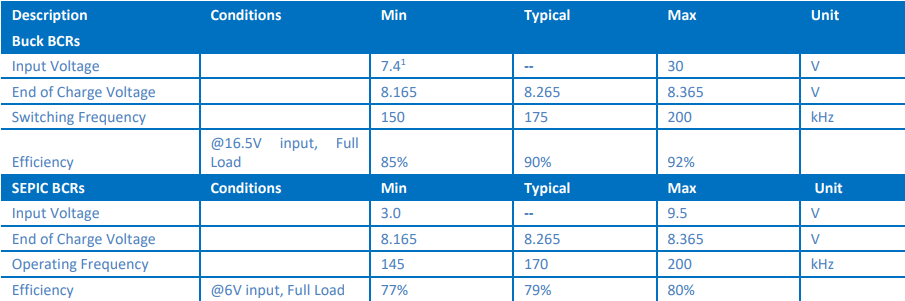 Description Conditions Min Typical Max Unit
Buck BCRs
Input Voltage 7.4¹ -- 30 V
End of Charge Voltage 8.165 8.265 8.365 V
Switching Frequency 150 175 200 kHz
@16.5V input, Full
Load
Efficiency 85% 90% 92%
SEPIC BCRs Conditions Min Typical Max Unit
Input Voltage 3.0 -- 9.5 V
End of Charge Voltage 8.165 8.265 8.365 V
Operating Frequency 145 170 200 kHz
Efficiency @6V input, Full Load 77% 79% 80%